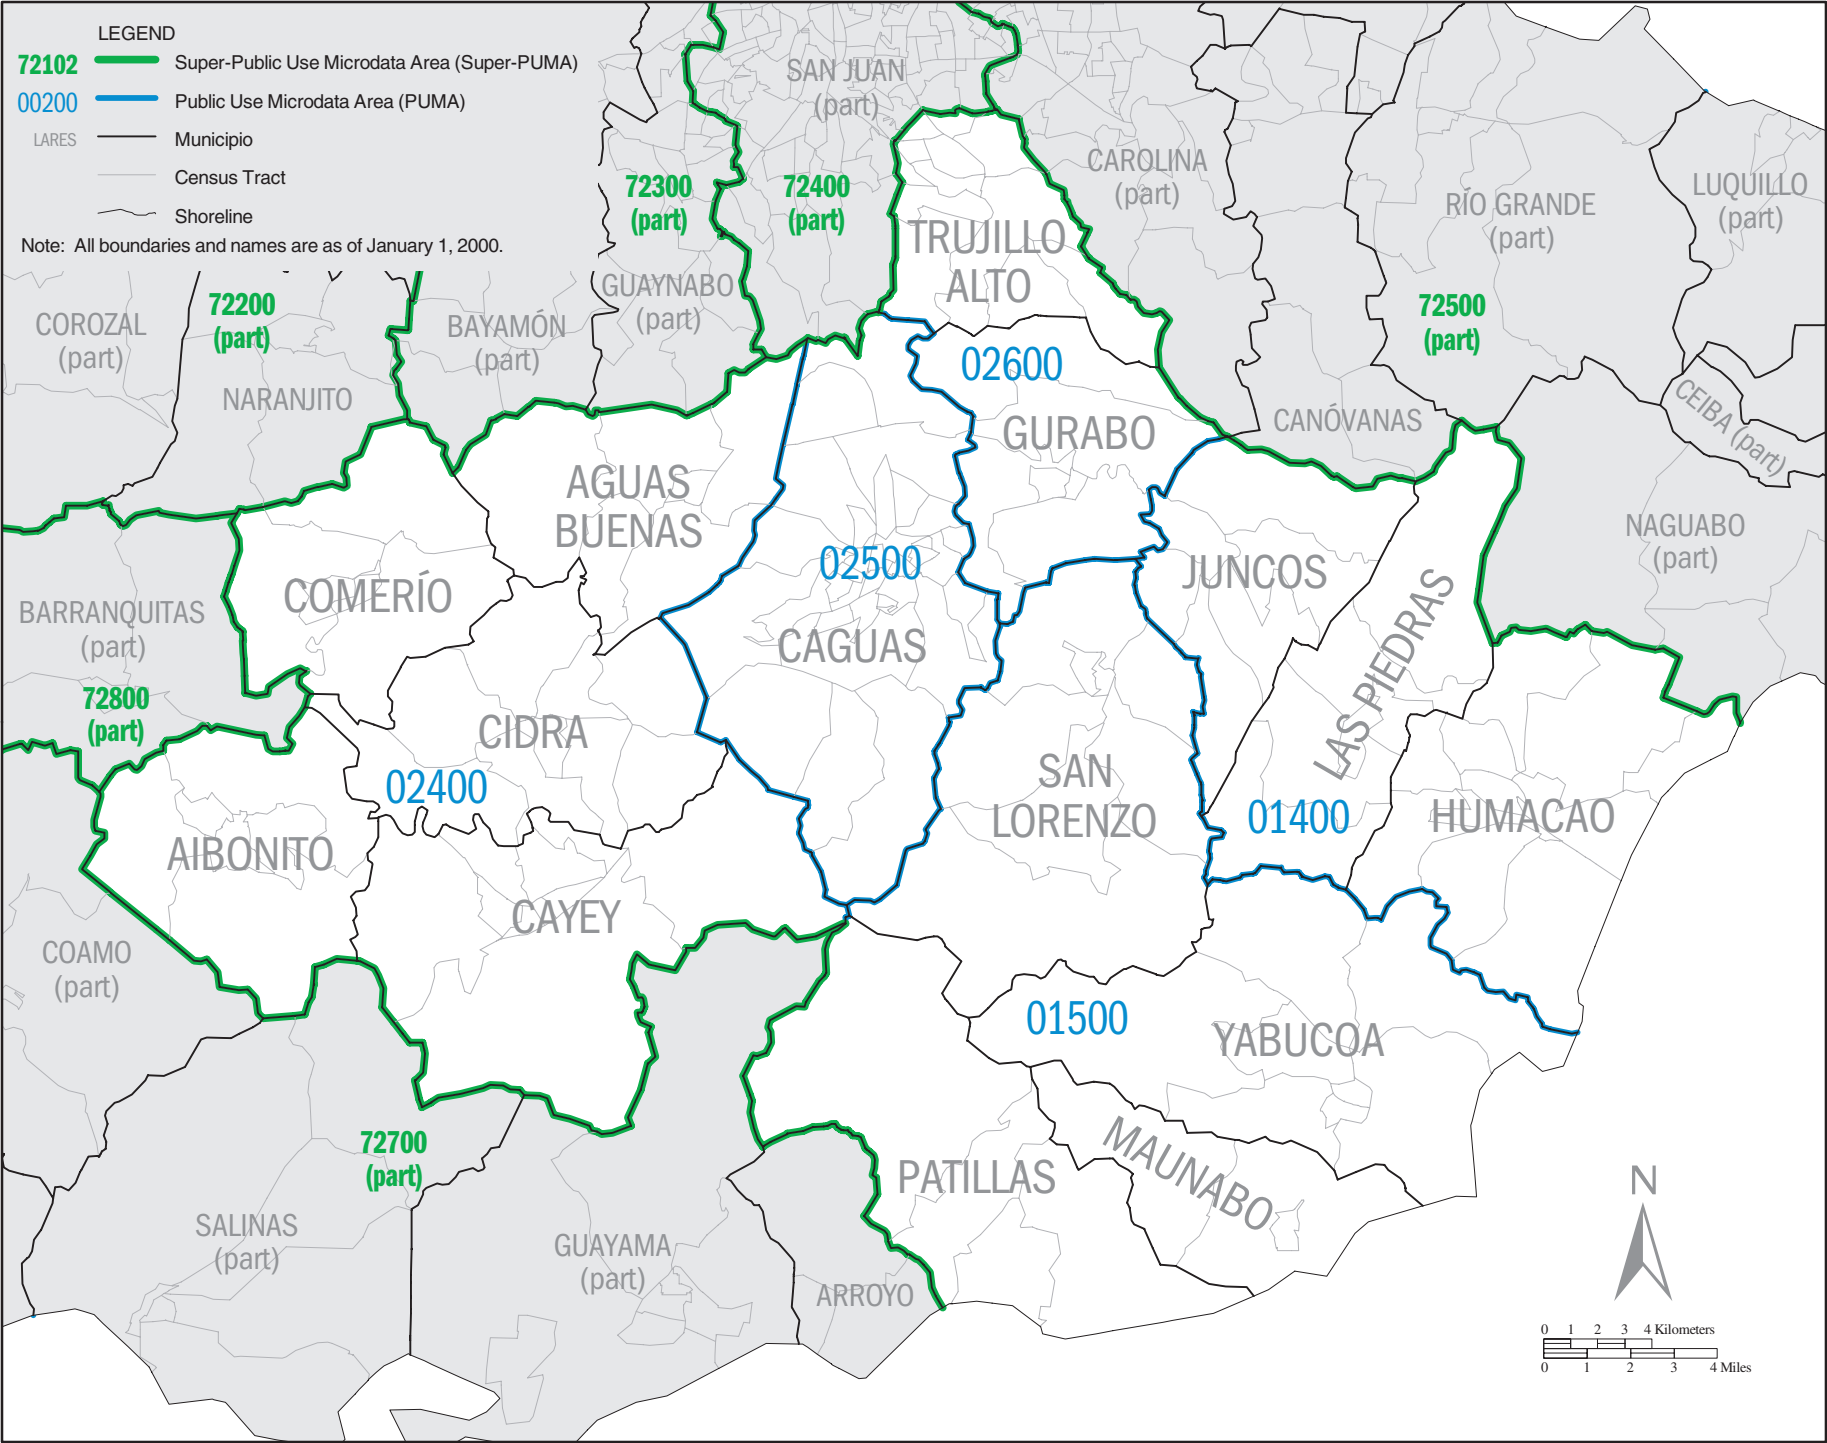 LEGEND
72102 Super-Public Use Microdata Area (Super-PUMA)
00200 Public Use Microdata Area (PUMA)
LARES Municipio
Census Tract
Shoreline
Note: All boundaries and names are as of January 1, 2000.
SAN JUAN
(part)
CAROLINA
(part)
72300
(part)
72400
(part)
RÍO GRANDE
(part)
LUQUILLO
(part)
TRUJILLO
ALTO
GUAYNABO
(part)
72200
(part)
72500
(part)
COROZAL
(part)
BAYAMÓN
(part)
NARANJITO
02600
CEIBA (part)
CANÓVANAS
GURABO
AGUAS
BUENAS
NAGUABO
(part)
02500
JUNCOS
COMERÍO
BARRANQUITAS
(part)
CAGUAS
LAS PIEDRAS
72800
(part)
CIDRA
02400
SAN
LORENZO
01400
HUMACAO
AIBONITO
CAYEY
COAMO
(part)
01500
YABUCOA
72700
(part)
MAUNABO
PATILLAS
SALINAS
(part)
GUAYAMA
(part)
ARROYO
N
0 1 2 3 4 Kilometers
0 1 2 3 4 Miles